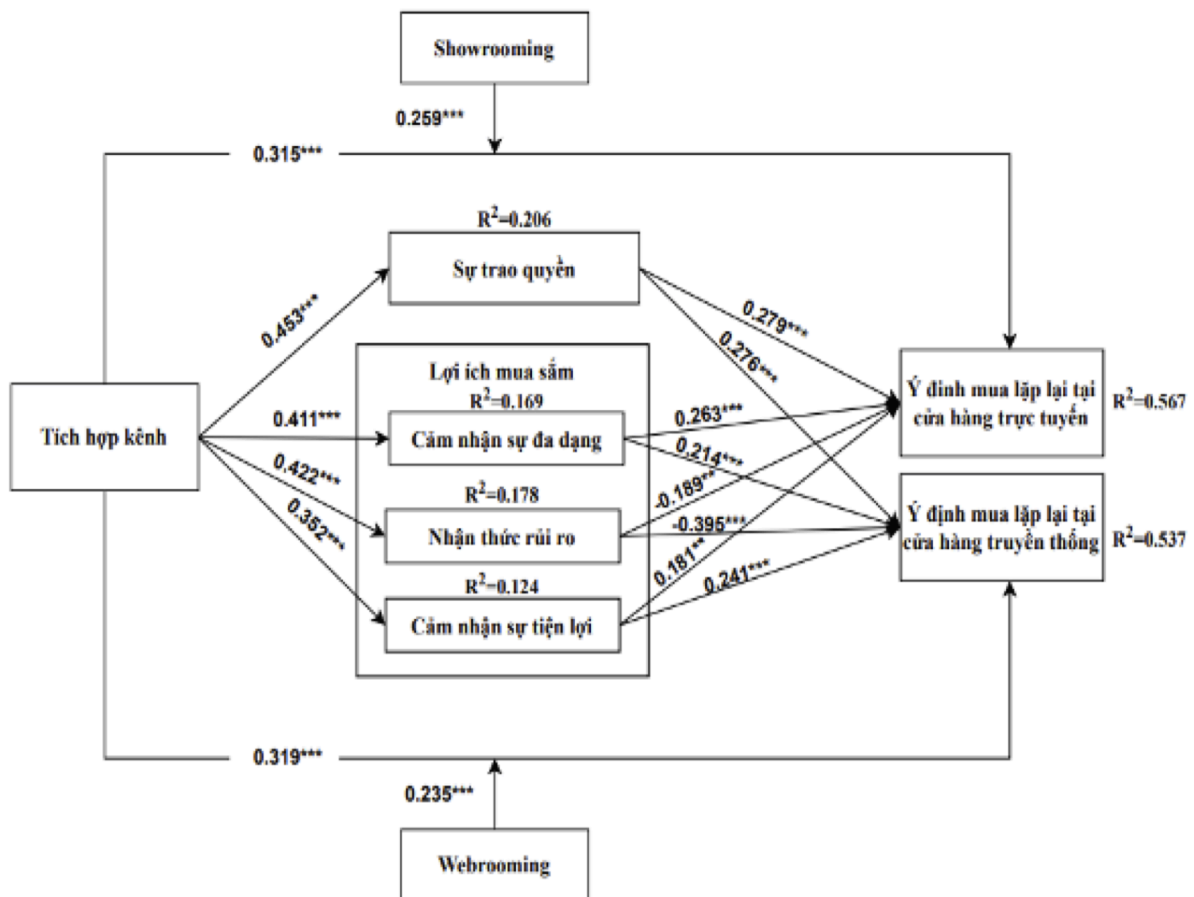 Showrooming
0.259***
0.315***
R²=0.206
Sự trao quyền
0.453***
0.279***
0.276***
Lợi ích mua sắm
R²=0.169
Cảm nhận sự đa dạng
0.411***
0.263***
0.214***
Tích hợp kênh
Ý đinh mua lặp lại tại
cửa hàng trực tuyến
R²=0.567
0.422***
R²=0.178
Nhận thức rủi ro
-0.189**
-0.395***
Ý định mua lặp lại tại
cửa hàng truyền thống
R²=0.537
0.352***
R²=0.124
Cảm nhận sự tiện lợi
0.181**
0.241***
0.319***
0.235***
Webrooming